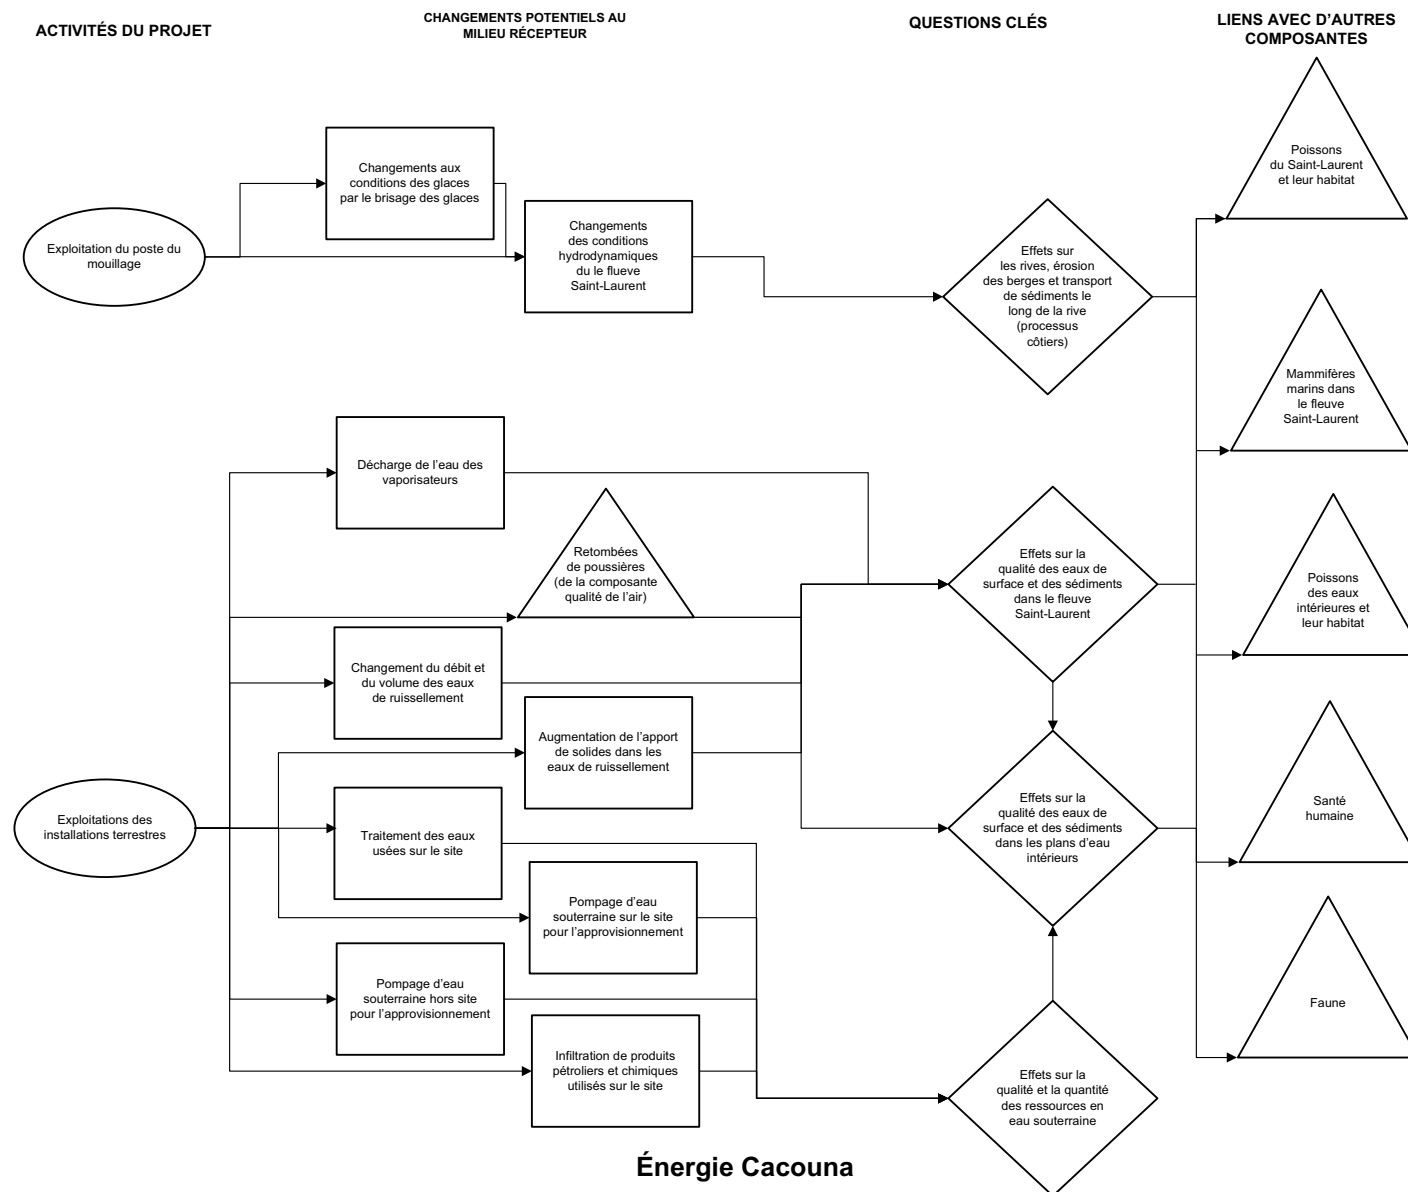 ACTIVITÉS DU PROJET
CHANGEMENTS POTENTIELS AU
MILIEU RÉCEPTEUR
QUESTIONS CLÉS
LIENS AVEC D'AUTRES
COMPOSANTES
Exploitation du poste du
mouillage
Changements aux
conditions des glaces
par le brisage des glaces
Changements
des conditions
hydrodynamiques
du le flueve
Saint-Laurent
Effets sur
les rives, érosion
des berges et transport
de sédiments le
long de la rive
(processus
côtiers)
Poissons
du Saint-Laurent
et leur habitat
Mammifères
marins dans
le fleuve
Saint-Laurent
Décharge de l'eau des
vaporisateurs
Retombées
de poussières
(de la composante
qualité de l'air)
Effets sur la
qualité des eaux de
surface et des sédiments
dans le fleuve
Saint-Laurent
Poissons
des eaux
intérieures et
leur habitat
Changement du débit et
du volume des eaux
de ruissellement
Augmentation de l'apport
de solides dans les
eaux de ruissellement
Exploitations des
installations terrestres
Traitement des eaux
usées sur le site
Effets sur la
qualité des eaux de
surface et des sédiments
dans les plans d'eau
intérieurs
Santé
humaine
Pompage d'eau
souterraine sur le site
pour l'approvisionnement
Pompage d'eau
souterraine hors site
pour l'approvisionnement
Infiltration de produits
pétroliers et chimiques
utilisés sur le site
Effets sur la
qualité et la quantité
des ressources en
eau souterraine
Faune
Énergie Cacouna